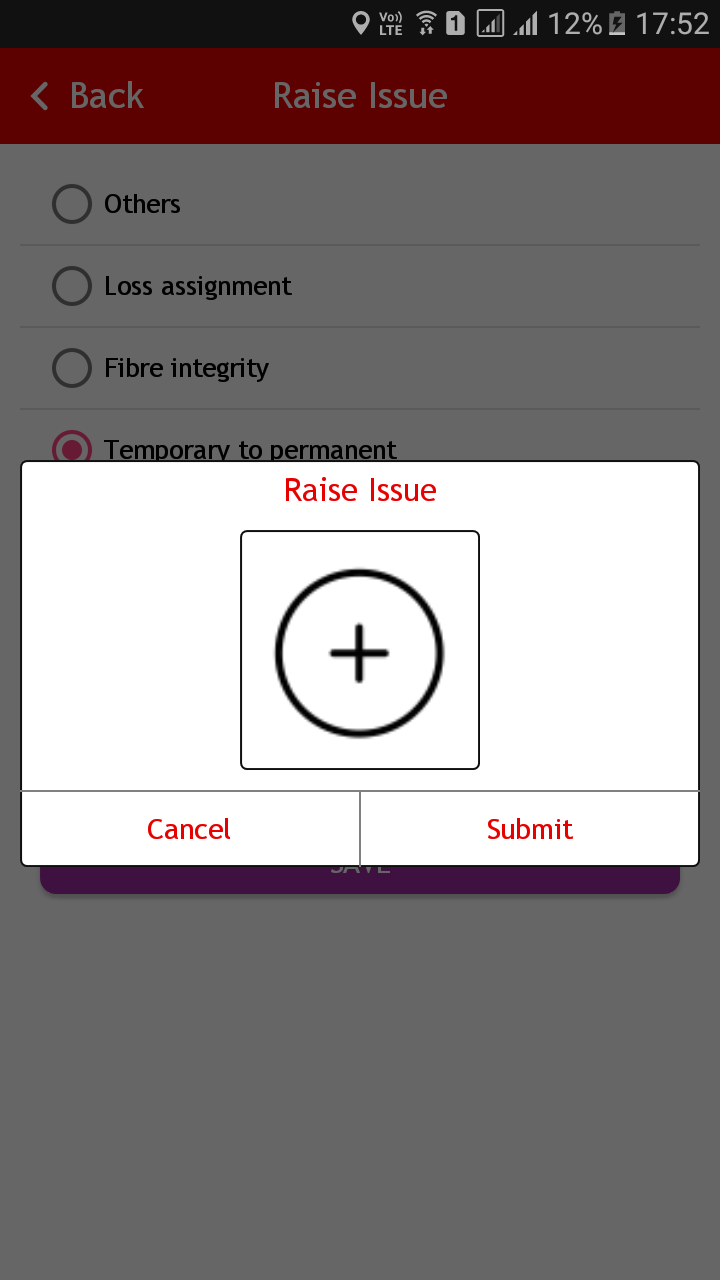 Vo)) LTE 1 12% 17:52
Back Raise Issue
Others
Loss assignment
Fibre integrity
Temporary to permanent
Raise Issue
Cancel Submit
SAVE